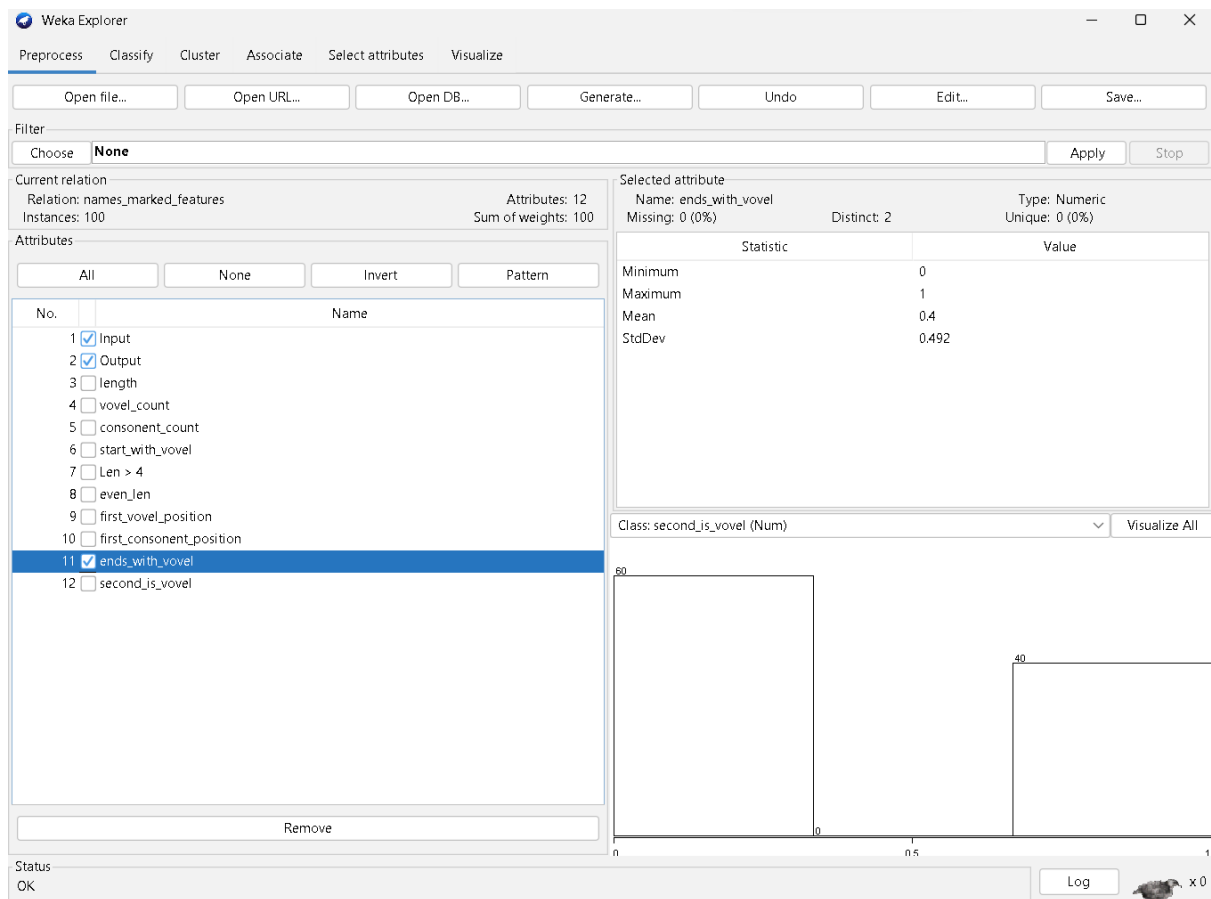 Weka Explorer
Preprocess Classify Cluster Associate Select attributes Visualize
Open file... Open URL... Open DB... Generate... Undo Edit... Save...
Filter
Choose None Apply Stop
Current relation
Relation: names_marked_features Attributes: 12
Instances: 100 Sum of weights: 100
Attributes
All None Invert Pattern
No. Name
1 Input
2 Output
3 length
4 vovel_count
5 consonent_count
6 start_with_vovel
7 Len > 4
8 even_len
9 first_vovel_position
10 first_consonent_position
11 ends_with_vovel
12 second_is_vovel
Remove
Selected attribute
Name: ends_with_vovel Type: Numeric
Missing: 0 (0%) Distinct: 2 Unique: 0 (0%)
Statistic Value
Minimum 0
Maximum 1
Mean 0.4
StdDev 0.492
Class: second_is_vovel (Num) Visualize All
60
40
0
0 0.5 1
Status
OK
Log x 0